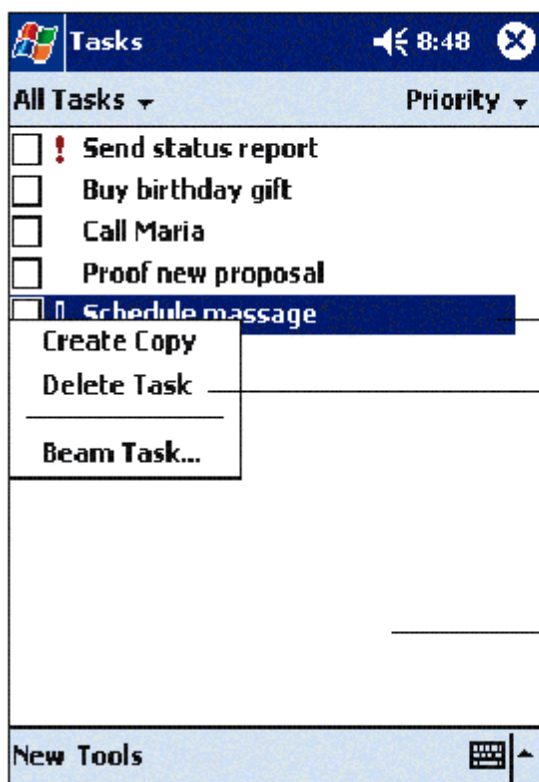 Tasks 8:48
All Tasks Priority
! Send status report
Buy birthday gift
Call Maria
Proof new proposal
Schedule massage
Create Copy
Delete Task
Beam Task...
New Tools